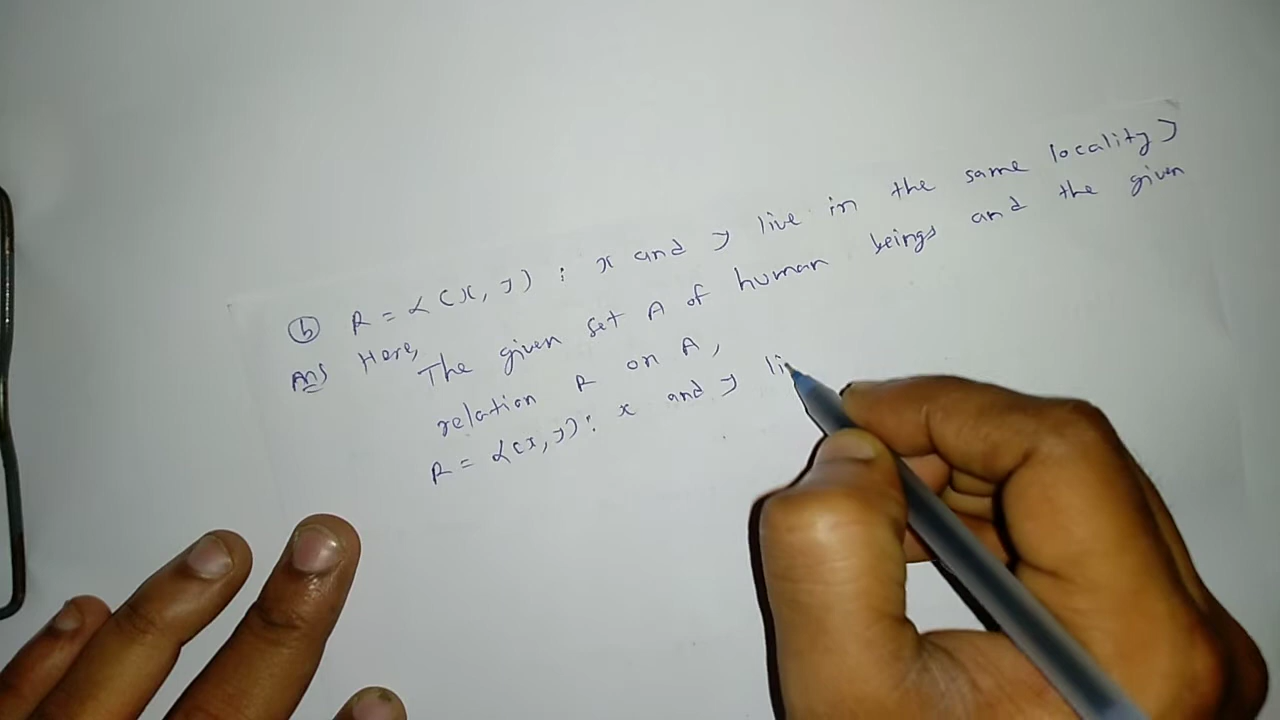 (b) R = {(x, y) : x and y live in the same locality}
Ans Here,
The given set A of human beings and the given
relation R on A,
R = {(x, y) : x and y li